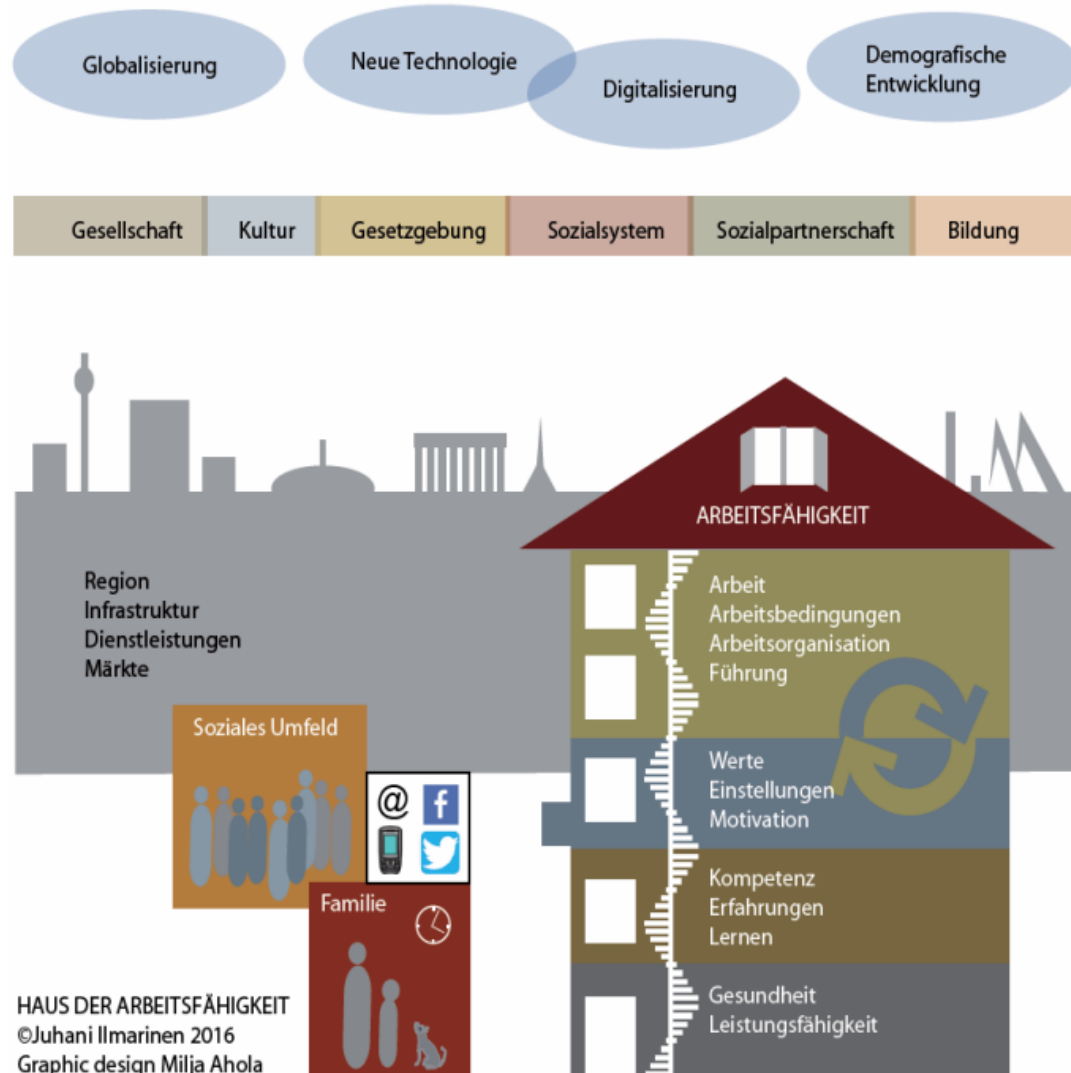 Globalisierung
Neue Technologie
Digitalisierung
Demografische
Entwicklung
Gesellschaft
Kultur
Gesetzgebung
Sozialsystem
Sozialpartnerschaft
Bildung
ARBEITSFÄHIGKEIT
Region
Infrastruktur
Dienstleistungen
Märkte
Arbeit
Arbeitsbedingungen
Arbeitsorganisation
Führung
Soziales Umfeld
@
f
Werte
Einstellungen
Motivation
Familie
Kompetenz
Erfahrungen
Lernen
Gesundheit
Leistungsfähigkeit
HAUS DER ARBEITSFÄHIGKEIT
©Juhani Ilmarinen 2016
Graphic design Milja Ahola